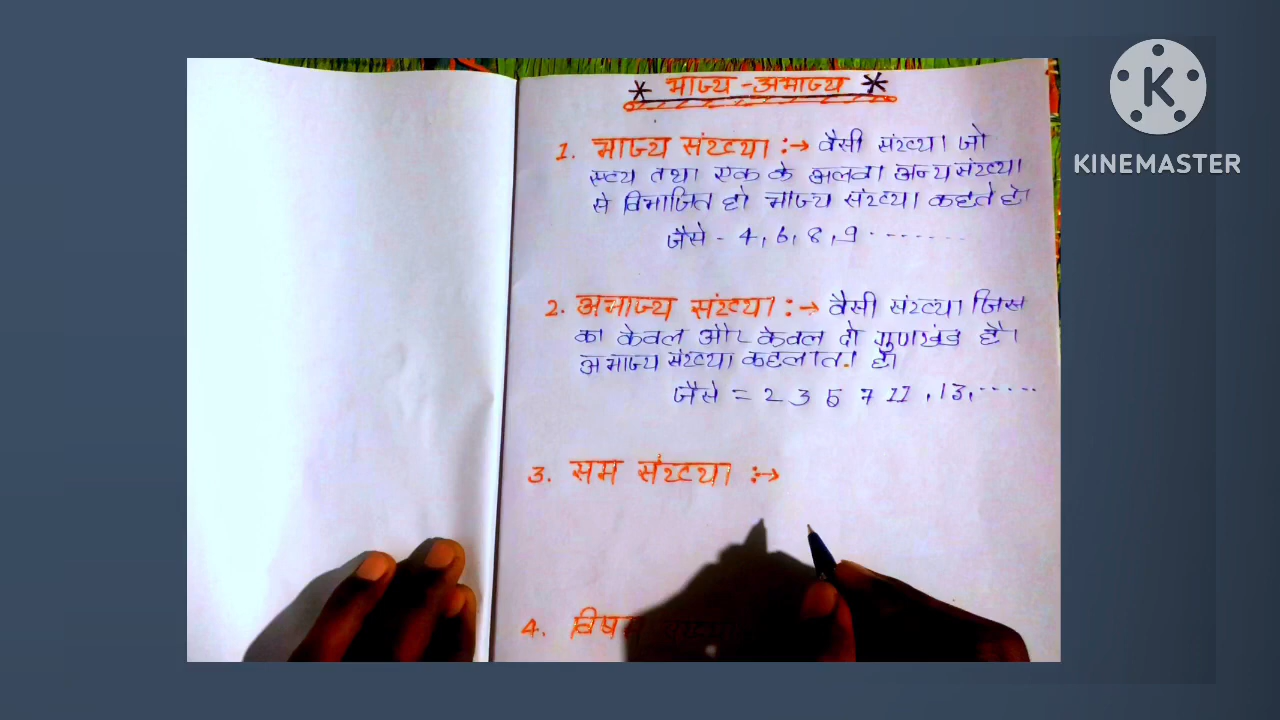 * भाज्य - अभाज्य *
1. भाज्य संख्या :→ वैसी संख्या जो
स्वय तथा एक के अलवा अन्य संख्या
से विभाजित हो भाज्य संख्या कहते है।
जैसे - 4, 6, 8, 9 .......
2. अभाज्य संख्या :→ वैसी संख्या जिस
का केवल और केवल दो गुणखंड है।
अभाज्य संख्या कहलाता है।
जैसे = 2 3 5 7 11, 13, ......
3. सम संख्या :→
4. विषम संख्या
K
KINEMASTER